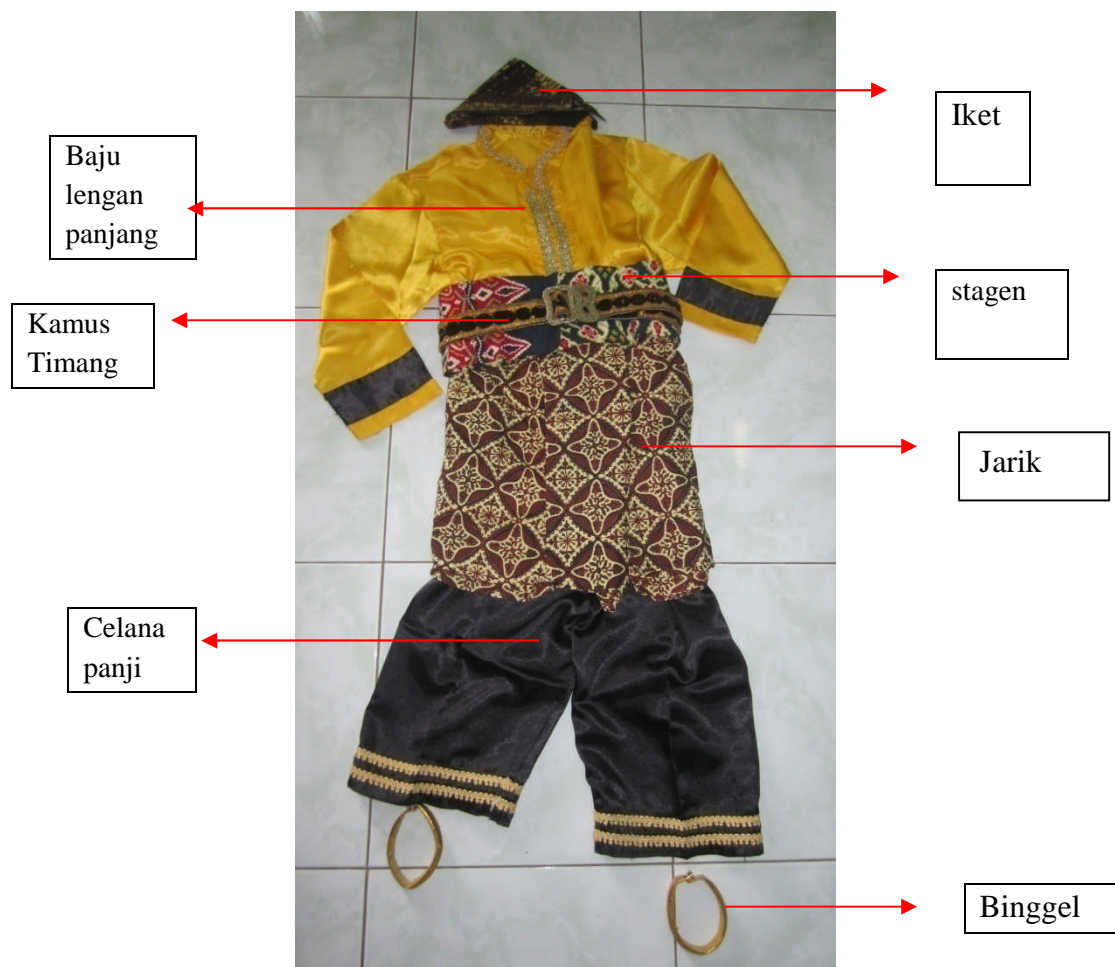 Iket
Baju
lengan
panjang
stagen
Kamus
Timang
Jarik
Celana
panji
Binggel